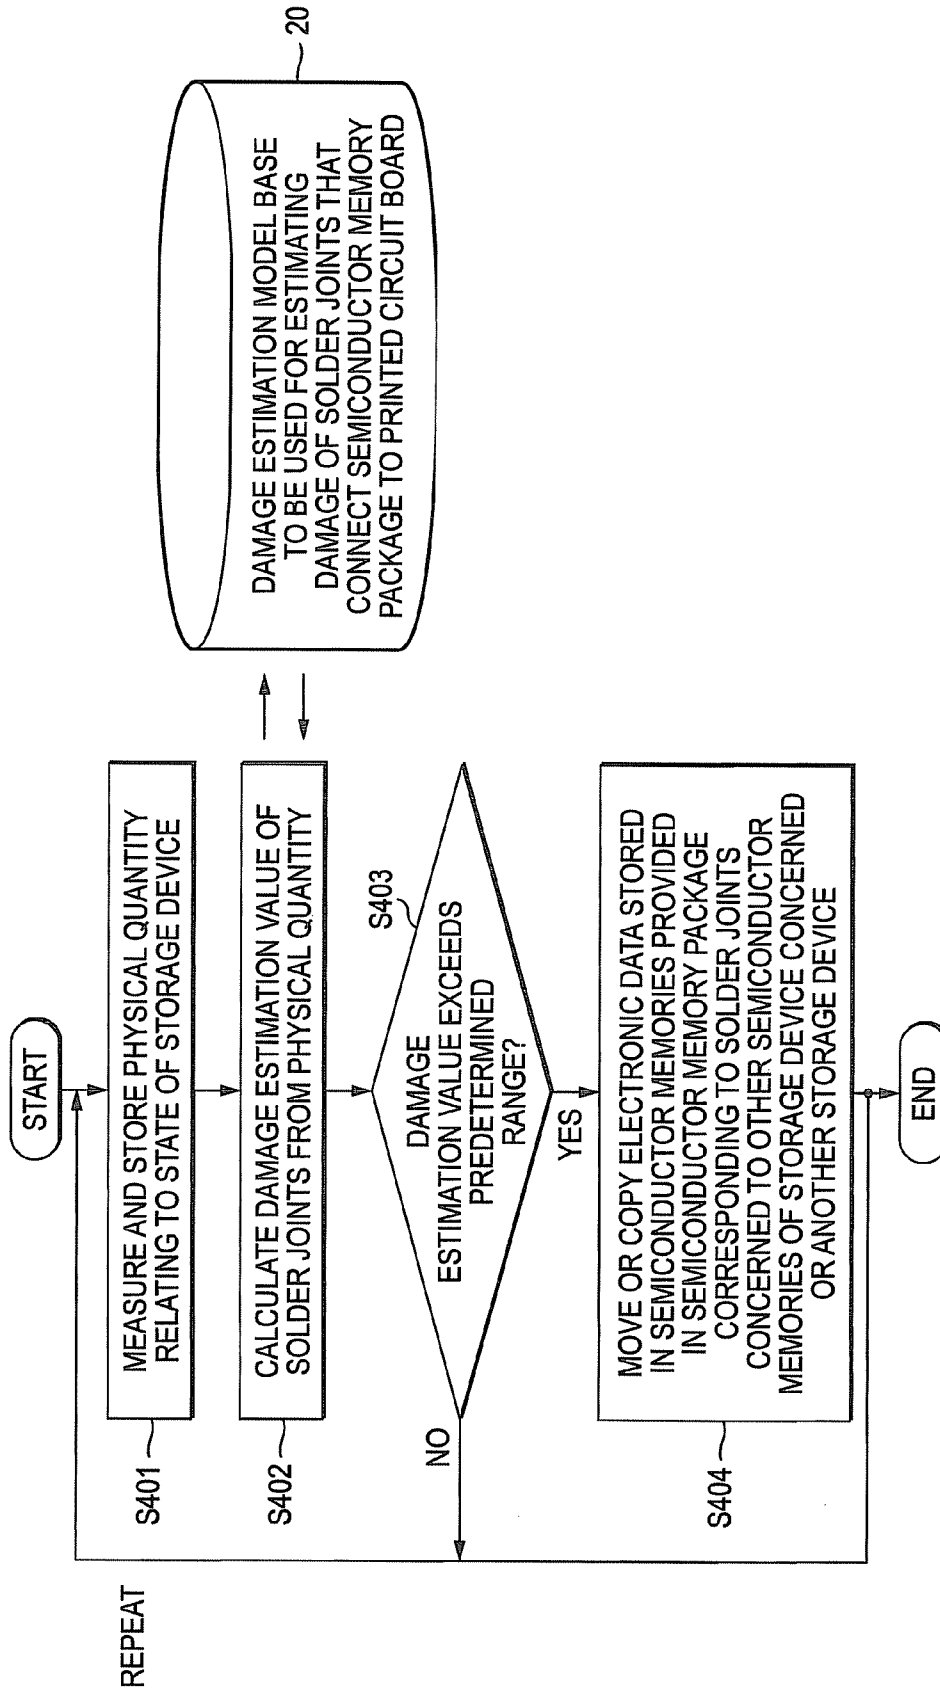 START
REPEAT
S401
MEASURE AND STORE PHYSICAL QUANTITY
RELATING TO STATE OF STORAGE DEVICE
S402
CALCULATE DAMAGE ESTIMATION VALUE OF
SOLDER JOINTS FROM PHYSICAL QUANTITY
20
DAMAGE ESTIMATION MODEL BASE
TO BE USED FOR ESTIMATING
DAMAGE OF SOLDER JOINTS THAT
CONNECT SEMICONDUCTOR MEMORY
PACKAGE TO PRINTED CIRCUIT BOARD
S403
DAMAGE
ESTIMATION VALUE EXCEEDS
PREDETERMINED
RANGE?
NO
YES
S404
MOVE OR COPY ELECTRONIC DATA STORED
IN SEMICONDUCTOR MEMORIES PROVIDED
IN SEMICONDUCTOR MEMORY PACKAGE
CORRESPONDING TO SOLDER JOINTS
CONCERNED TO OTHER SEMICONDUCTOR
MEMORIES OF STORAGE DEVICE CONCERNED
OR ANOTHER STORAGE DEVICE
END